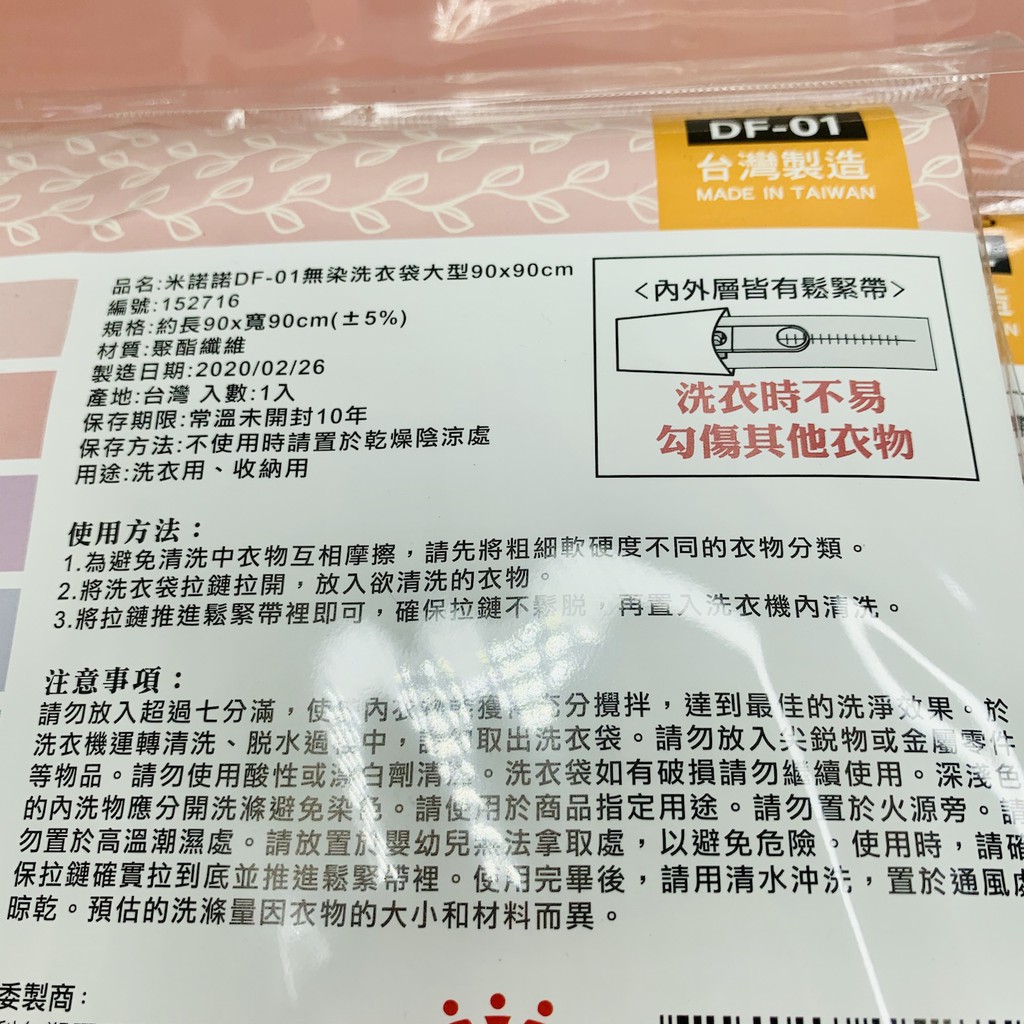 DF-01
台灣製造
MADE IN TAIWAN
品名:米諾諾DF-01無染洗衣袋大型90x90cm
編號:152716
規格:約長90x寬90cm(±5%)
材質:聚酯纖維
製造日期:2020/02/26
產地:台灣 入數:1入
保存期限:常溫未開封10年
保存方法:不使用時請置於乾燥陰涼處
用途:洗衣用、收納用
<內外層皆有鬆緊帶>
洗衣時不易
勾傷其他衣物
使用方法：
1.為避免清洗中衣物互相摩擦，請先將粗細軟硬度不同的衣物分類。
2.將洗衣袋拉鏈拉開，放入欲清洗的衣物。
3.將拉鏈推進鬆緊帶裡即可，確保拉鏈不鬆脫，再置入洗衣機內清洗。
注意事項：
請勿放入超過七分滿，使 內衣物 獲 充分攪拌，達到最佳的洗淨效果。於
洗衣機運轉清洗、脫水過 中， 取出洗衣袋。請勿放入尖銳物或金屬零件
等物品。請勿使用酸性或漂白劑清 。洗衣袋如有破損請勿繼續使用。深淺色
的內洗物應分開洗滌避免染色。請使用於商品指定用途。請勿置於火源旁。請
勿置於高溫潮濕處。請放置於嬰幼兒無法拿取處，以避免危險。使用時，請確
保拉鏈確實拉到底並推進鬆緊帶裡。使用完畢後，請用清水沖洗，置於通風處
晾乾。預估的洗滌量因衣物的大小和材料而異。
委製商: